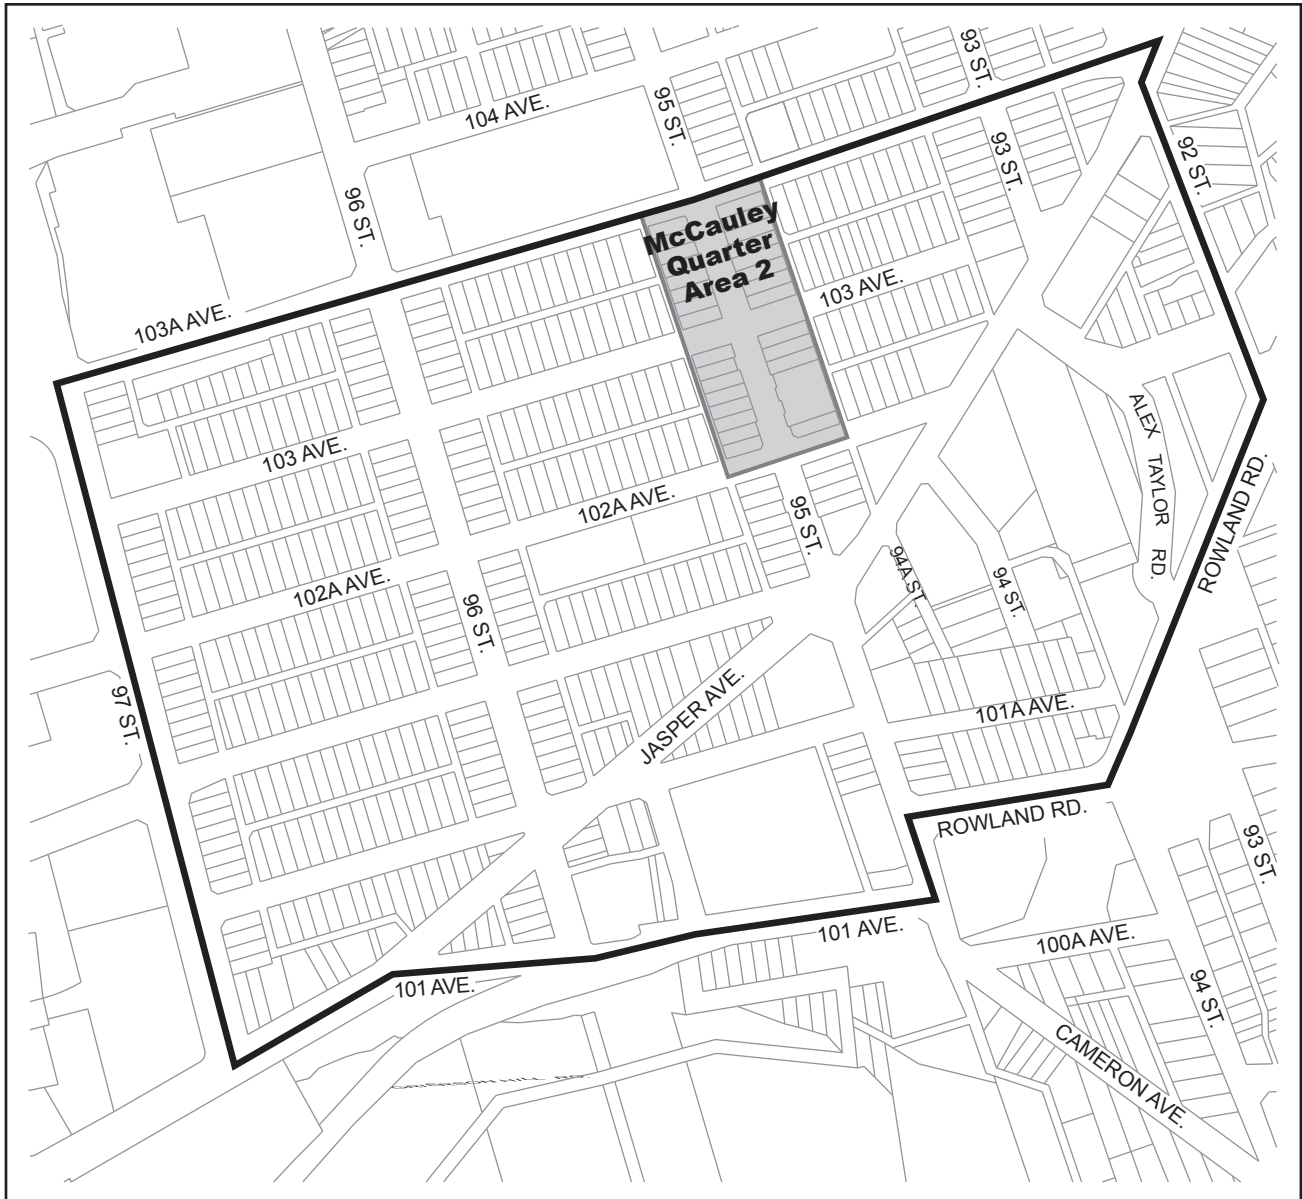 93 ST.
104 AVE.
95 ST.
93 ST.
92 ST.
96 ST.
McCauley
Quarter
Area 2
103 AVE.
103A AVE.
ALEX TAYLOR RD.
103 AVE.
102A AVE.
95 ST.
ROWLAND RD.
94A ST.
94 ST.
102A AVE.
96 ST.
97 ST.
JASPER AVE.
101A AVE.
ROWLAND RD.
93 ST.
101 AVE.
100A AVE.
101 AVE.
94 ST.
CAMERON AVE.
GRIERSON HILL RD.